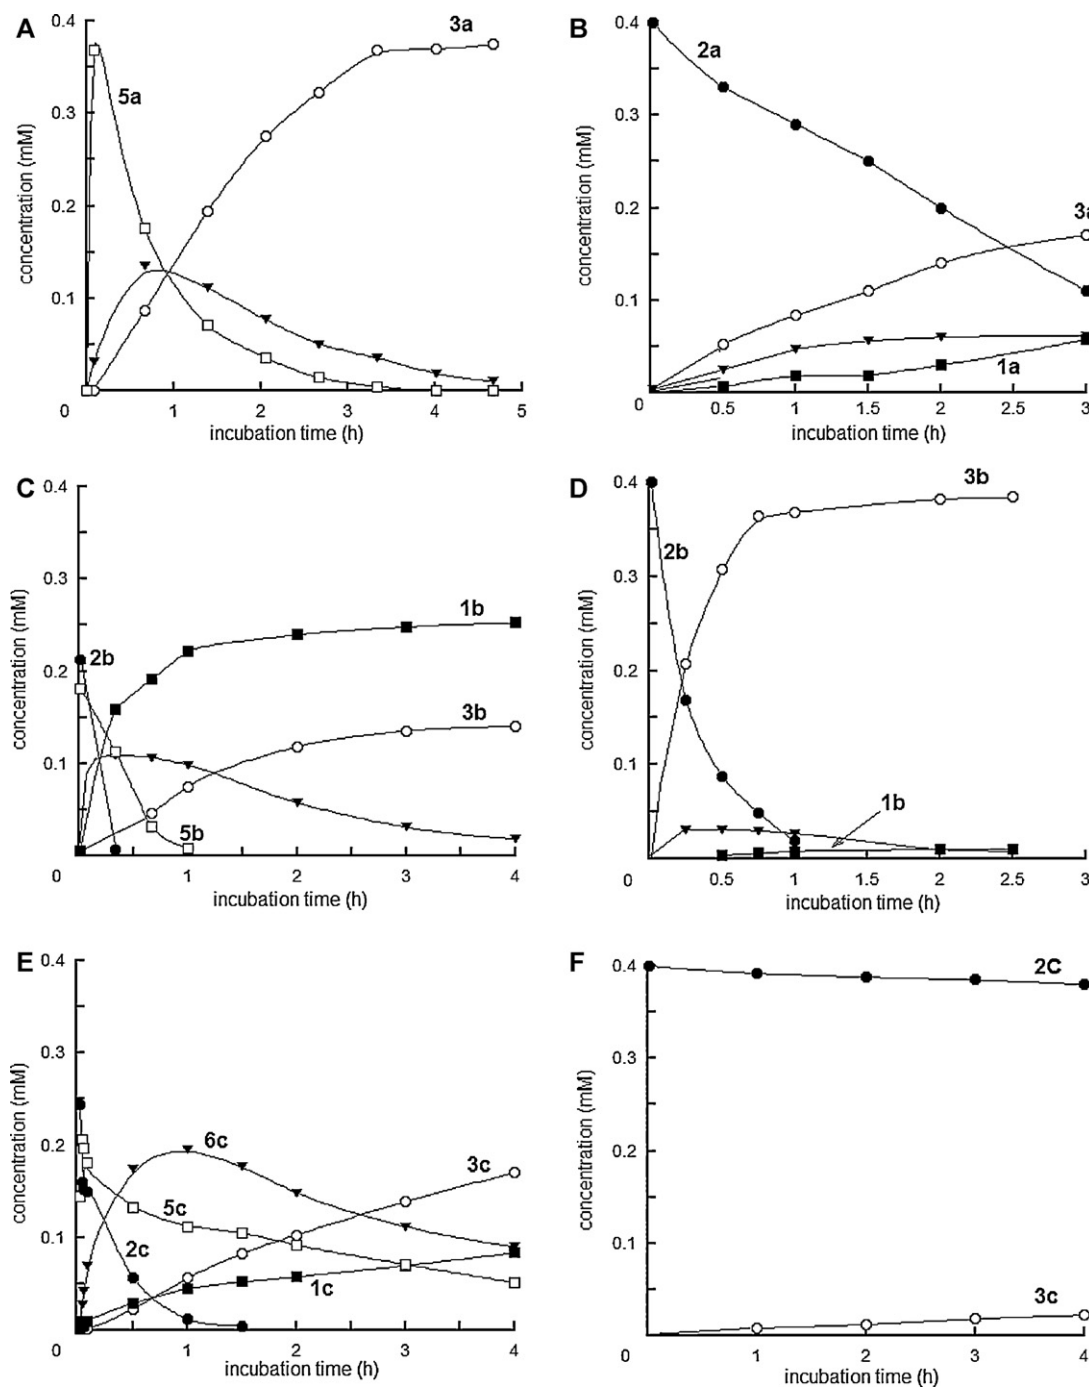 A
0.4
0.3
0.2
0.1
0
1
2
3
4
5
concentration (mM)
incubation time (h)
5a
3a
B
0.4
0.3
0.2
0.1
0
0.5
1
1.5
2
2.5
3
concentration (mM)
incubation time (h)
2a
3a
1a
C
0.4
0.3
0.2
0.1
0
0
1
2
3
4
concentration (mM)
incubation time (h)
2b
1b
3b
5b
D
0.4
0.3
0.2
0.1
0
0.5
1
1.5
2
2.5
3
concentration (mM)
incubation time (h)
2b
3b
1b
E
0.4
0.3
0.2
0.1
0
0
1
2
3
4
concentration (mM)
incubation time (h)
6c
3c
5c
2c
1c
F
0.4
0.3
0.2
0.1
0
1
2
3
4
concentration (mM)
incubation time (h)
2C
3c